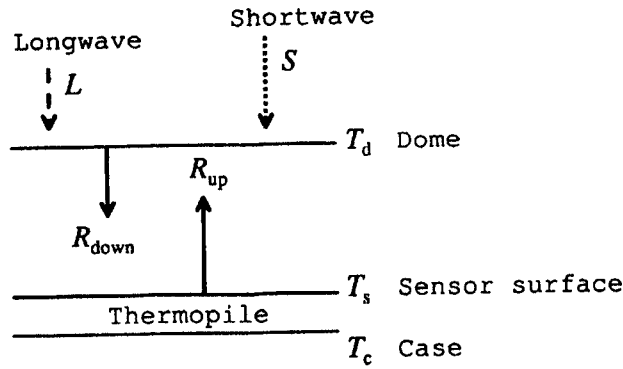 Shortwave
Longwave
S
L
T_d Dome
R_up
R_down
T_s Sensor surface
Thermopile
T_c Case